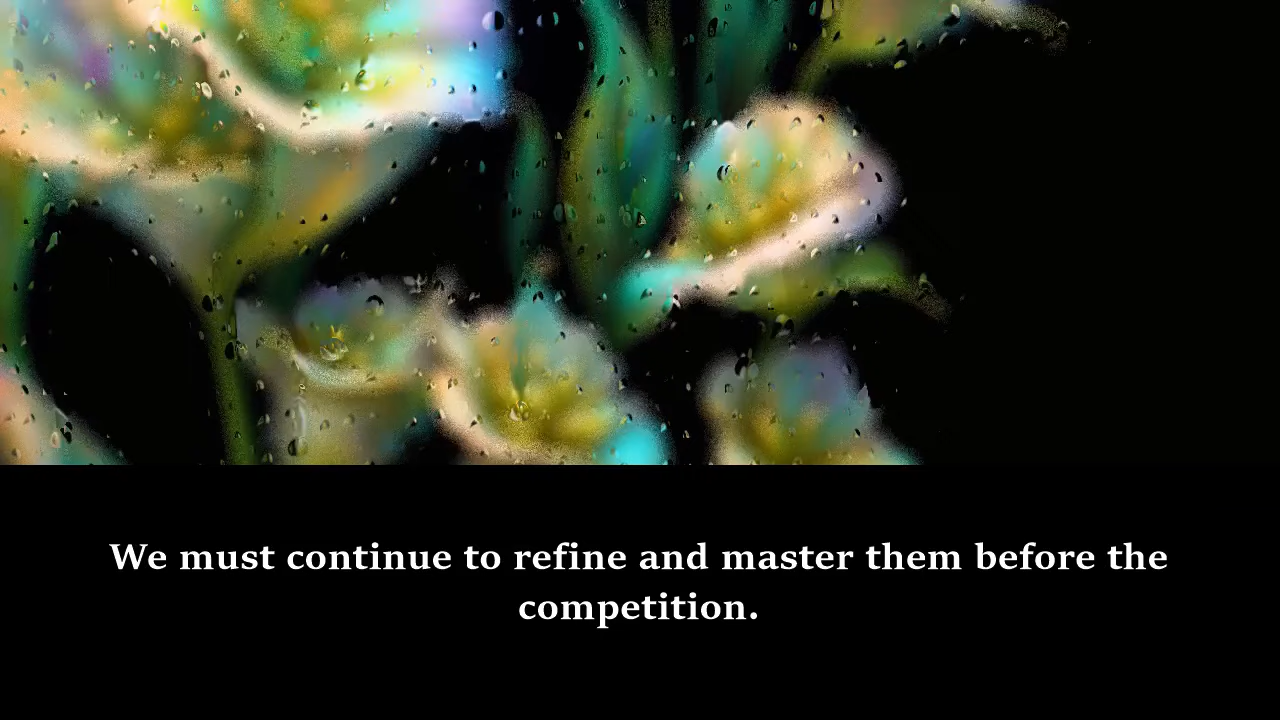 We must continue to refine and master them before the
competition.